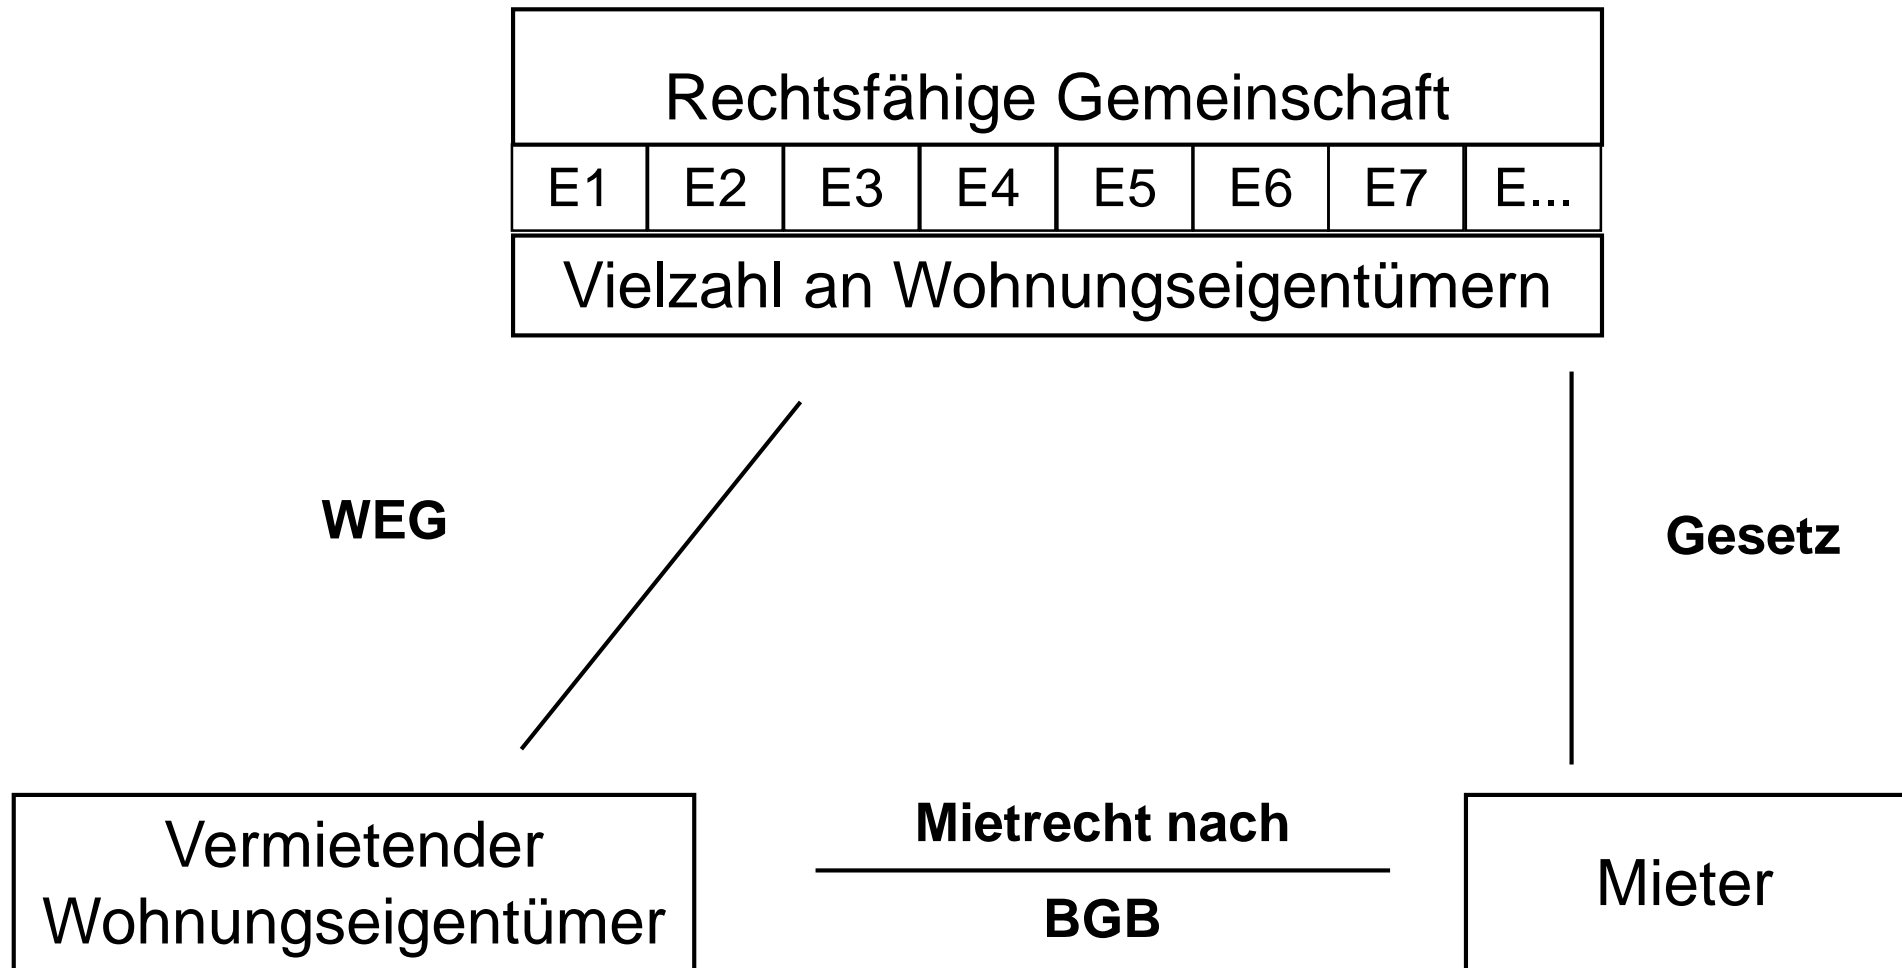 Rechtsfähige Gemeinschaft
E1 E2 E3 E4 E5 E6 E7 E...
Vielzahl an Wohnungseigentümern
WEG
Gesetz
Vermietender
Wohnungseigentümer
Mietrecht nach
BGB
Mieter